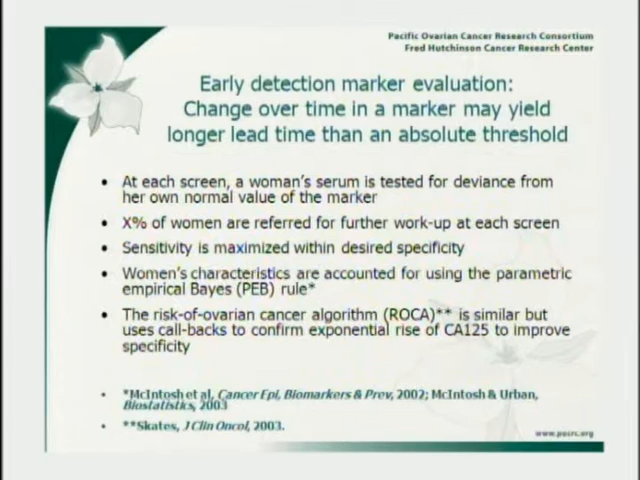 Pacific Ovarian Cancer Research Consortium
Fred Hutchinson Cancer Research Center
Early detection marker evaluation:
Change over time in a marker may yield
longer lead time than an absolute threshold
• At each screen, a woman's serum is tested for deviance from
her own normal value of the marker
• X% of women are referred for further work-up at each screen
• Sensitivity is maximized within desired specificity
• Women's characteristics are accounted for using the parametric
empirical Bayes (PEB) rule*
• The risk-of-ovarian cancer algorithm (ROCA)** is similar but
uses call-backs to confirm exponential rise of CA125 to improve
specificity
• *McIntosh et al, Cancer Epi, Biomarkers & Prev, 2002; McIntosh & Urban,
Biostatistics, 2003
• **Skates, J Clin Oncol, 2003.
www.pocrc.org